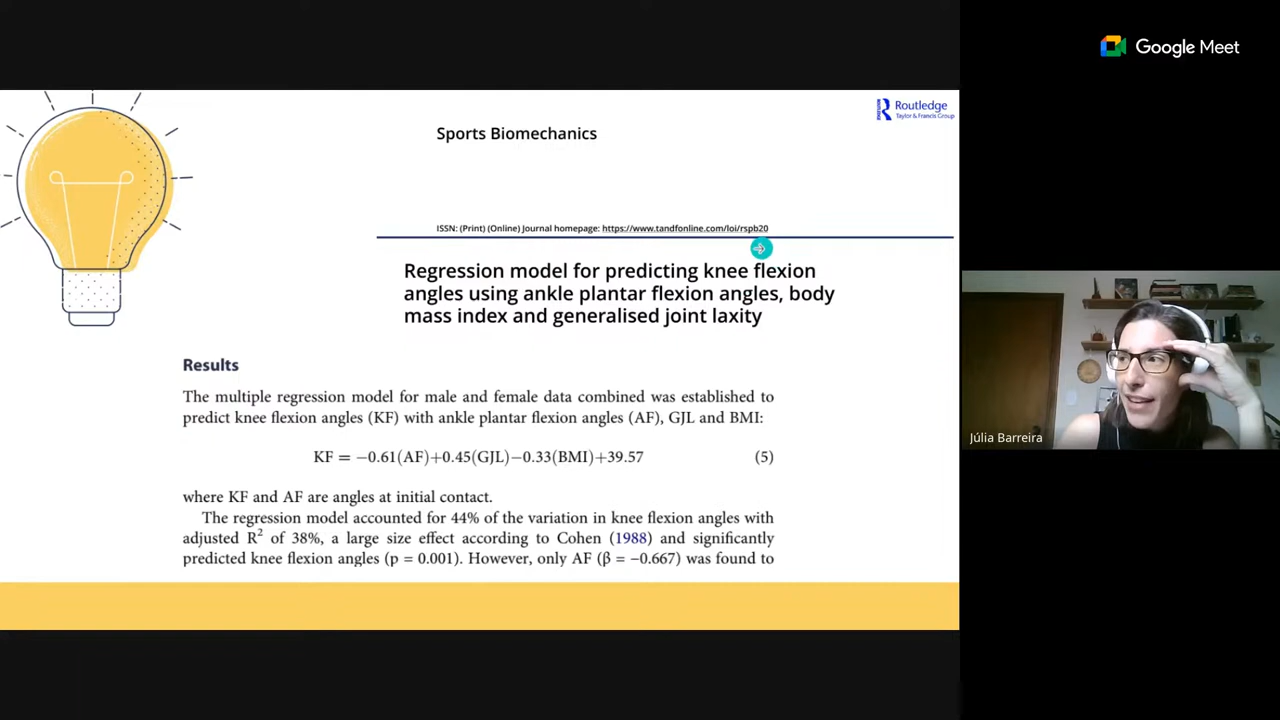 Google Meet
Routledge
Taylor & Francis Group
Sports Biomechanics
ISSN: (Print) (Online) Journal homepage: https://www.tandfonline.com/loi/rspb20
Regression model for predicting knee flexion
angles using ankle plantar flexion angles, body
mass index and generalised joint laxity
Results
The multiple regression model for male and female data combined was established to
predict knee flexion angles (KF) with ankle plantar flexion angles (AF), GJL and BMI:
KF = −0.61(AF)+0.45(GJL)−0.33(BMI)+39.57 (5)
where KF and AF are angles at initial contact.
The regression model accounted for 44% of the variation in knee flexion angles with
adjusted R² of 38%, a large size effect according to Cohen (1988) and significantly
predicted knee flexion angles (p = 0.001). However, only AF (β = −0.667) was found to
Júlia Barreira